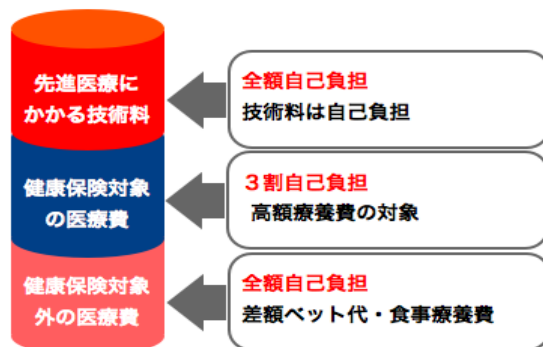 先進医療に
かかる技術料
全額自己負担
技術料は自己負担
健康保険対象
の医療費
３割自己負担
高額療養費の対象
健康保険対象
外の医療費
全額自己負担
差額ベット代・食事療養費